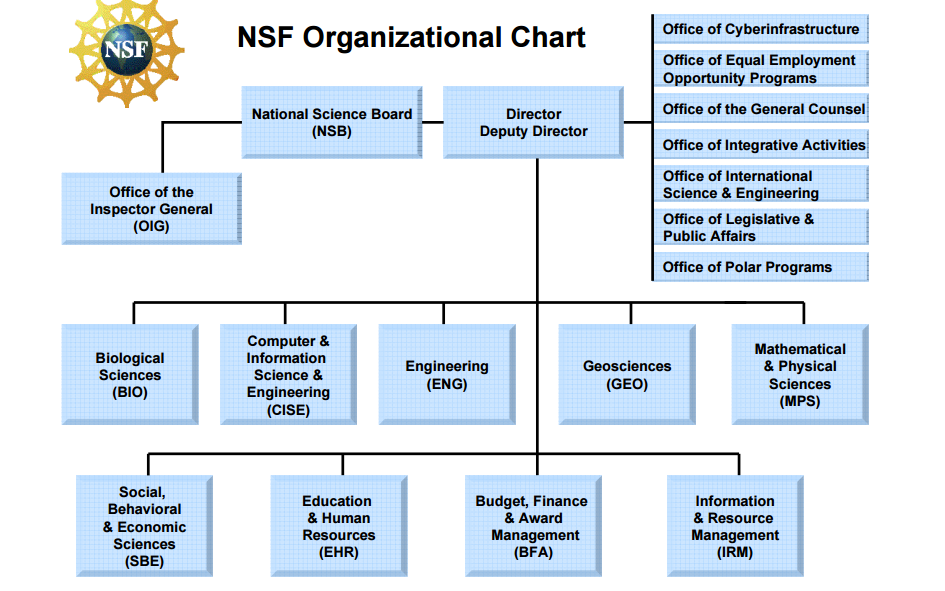 NSF
NSF Organizational Chart
Office of Cyberinfrastructure
Office of Equal Employment
Opportunity Programs
Office of the General Counsel
Office of Integrative Activities
Office of International
Science & Engineering
Office of Legislative &
Public Affairs
Office of Polar Programs
National Science Board
(NSB)
Director
Deputy Director
Office of the
Inspector General
(OIG)
Biological
Sciences
(BIO)
Computer &
Information
Science &
Engineering
(CISE)
Engineering
(ENG)
Geosciences
(GEO)
Mathematical
& Physical
Sciences
(MPS)
Social,
Behavioral
& Economic
Sciences
(SBE)
Education
& Human
Resources
(EHR)
Budget, Finance
& Award
Management
(BFA)
Information
& Resource
Management
(IRM)